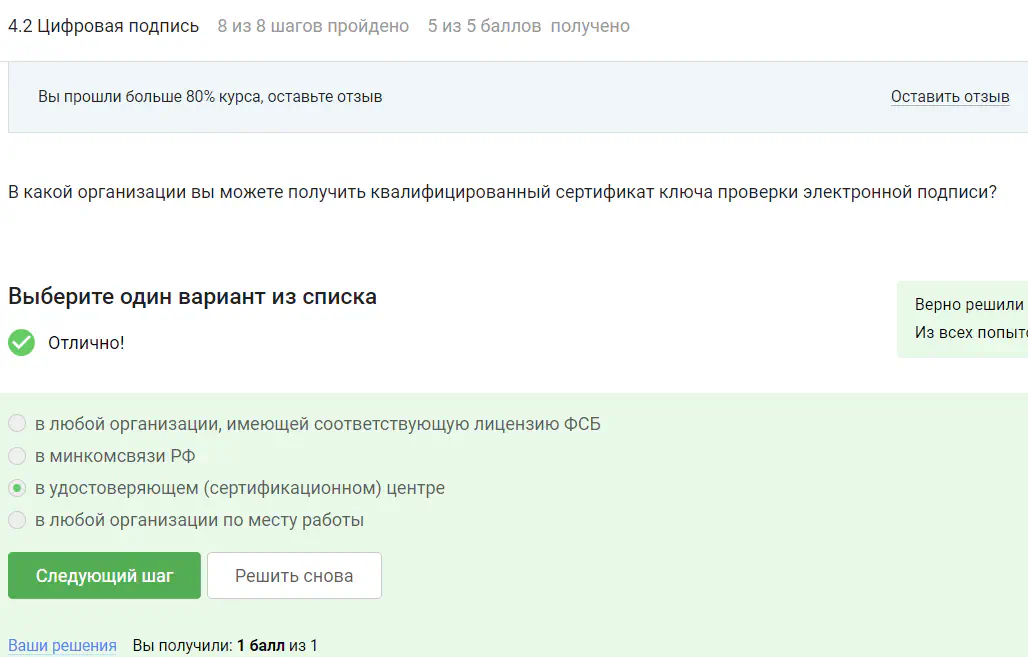 4.2 Цифровая подпись 8 из 8 шагов пройдено 5 из 5 баллов получено
Вы прошли больше 80% курса, оставьте отзыв Оставить отзыв
В какой организации вы можете получить квалифицированный сертификат ключа проверки электронной подписи?
Выберите один вариант из списка
Верно решили
Отлично!
Из всех
в любой организации, имеющей соответствующую лицензию ФСБ
в минкомсвязи РФ
в удостоверяющем (сертификационном) центре
в любой организации по месту работы
Следующий шаг Решить снова
Ваши решения Вы получили: 1 балл из 1